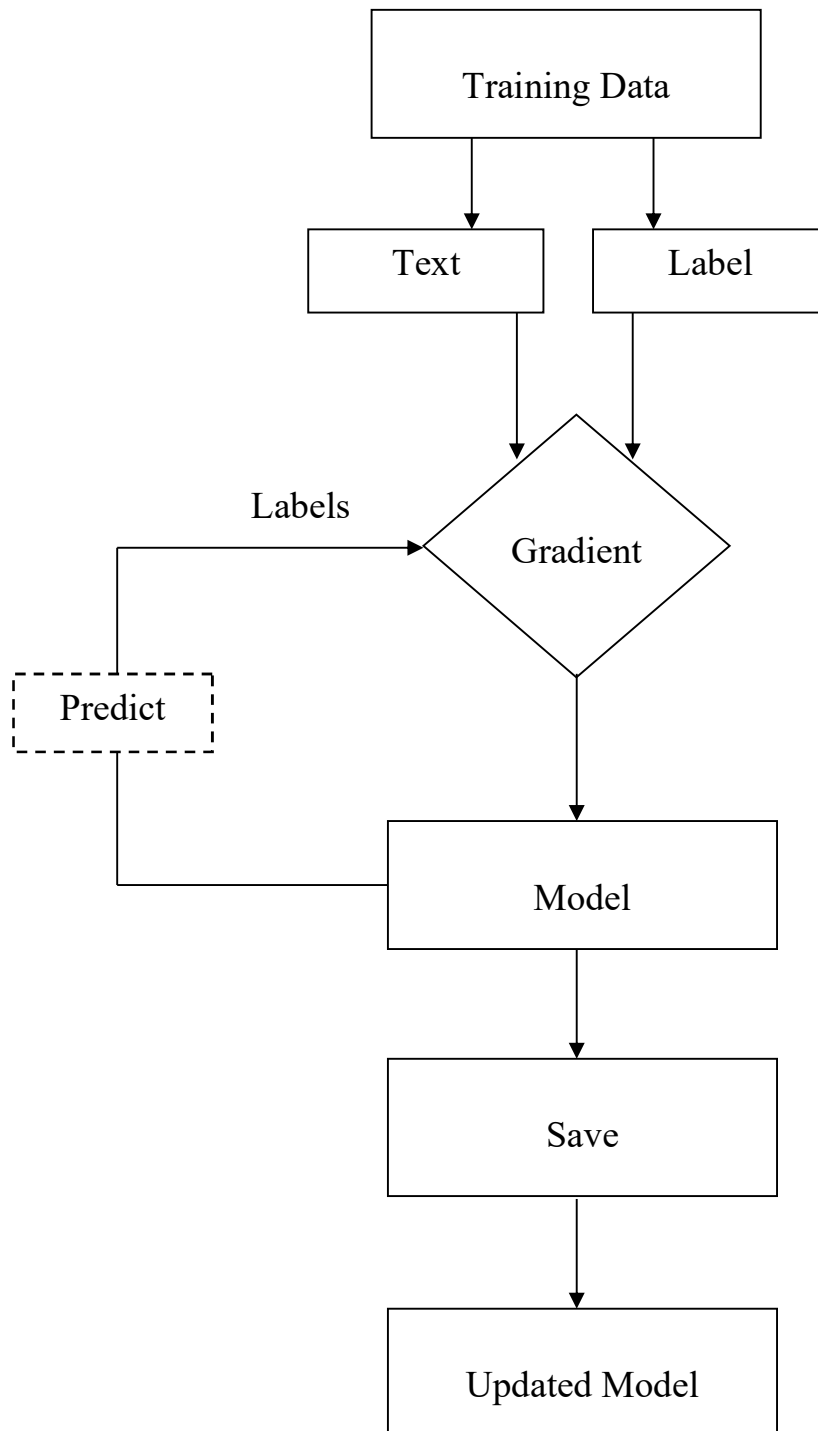 Training Data
Text
Label
Labels
Gradient
Predict
Model
Save
Updated Model